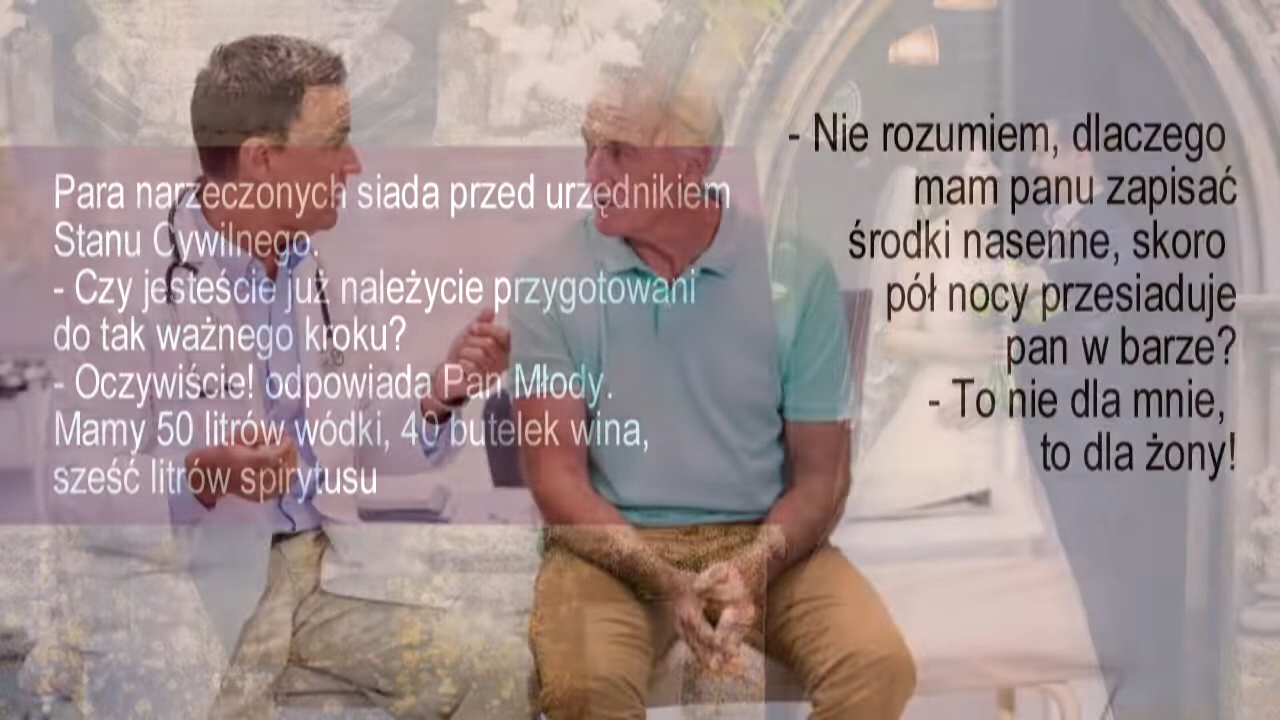 Para narzeczonych siada przed urzędnikiem
Stanu Cywilnego.
- Czy jesteście już należycie przygotowani
do tak ważnego kroku?
- Oczywiście! odpowiada Pan Młody.
Mamy 50 litrów wódki, 40 butelek wina,
sześć litrów spirytusu
- Nie rozumiem, dlaczego
mam panu zapisać
środki nasenne, skoro
pół nocy przesiaduje
pan w barze?
- To nie dla mnie,
to dla żony!